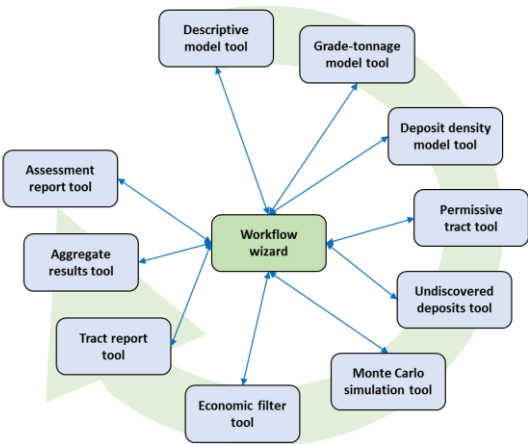 Descriptive
model tool
Grade-tonnage
model tool
Deposit density
model tool
Assessment
report tool
Permissive
tract tool
Workflow
wizard
Aggregate
results tool
Undiscovered
deposits tool
Tract report
tool
Monte Carlo
simulation tool
Economic filter
tool